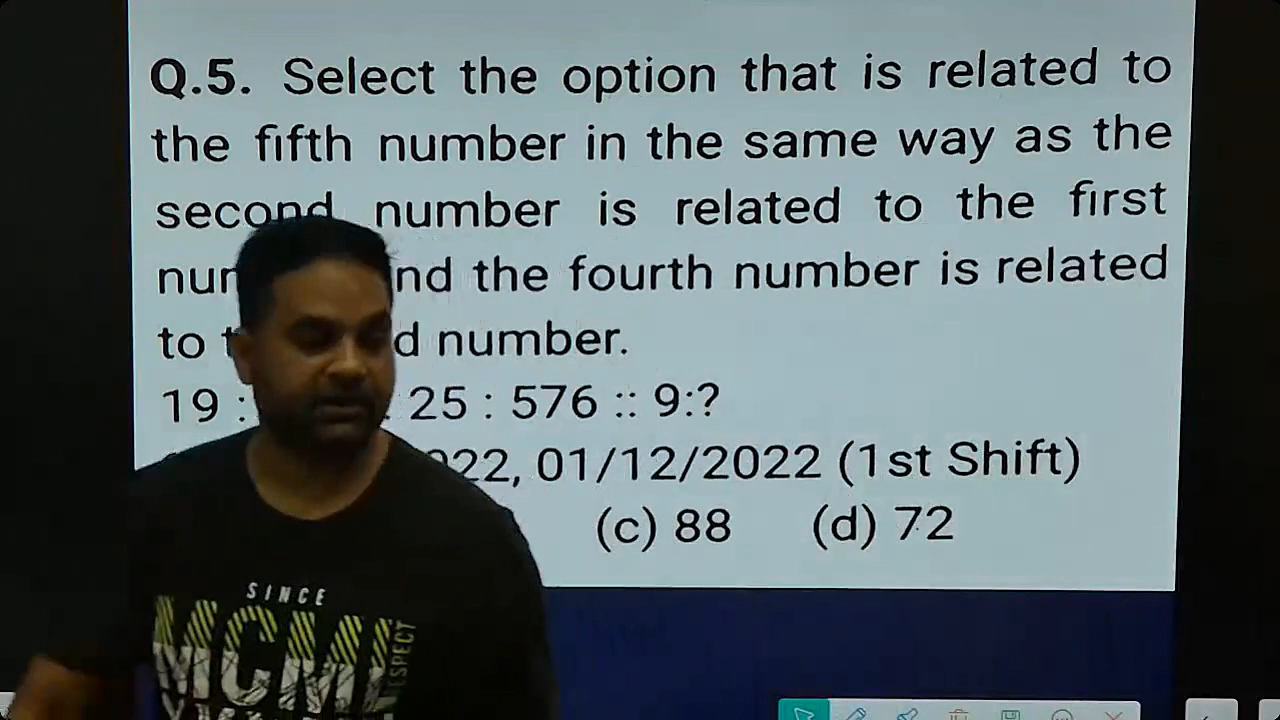 Q.5. Select the option that is related to
the fifth number in the same way as the
second number is related to the first
nd the fourth number is related
to number.
19 : 25 : 576 :: 9:?
22, 01/12/2022 (1st Shift)
(c) 88 (d) 72
SINCE
MCML